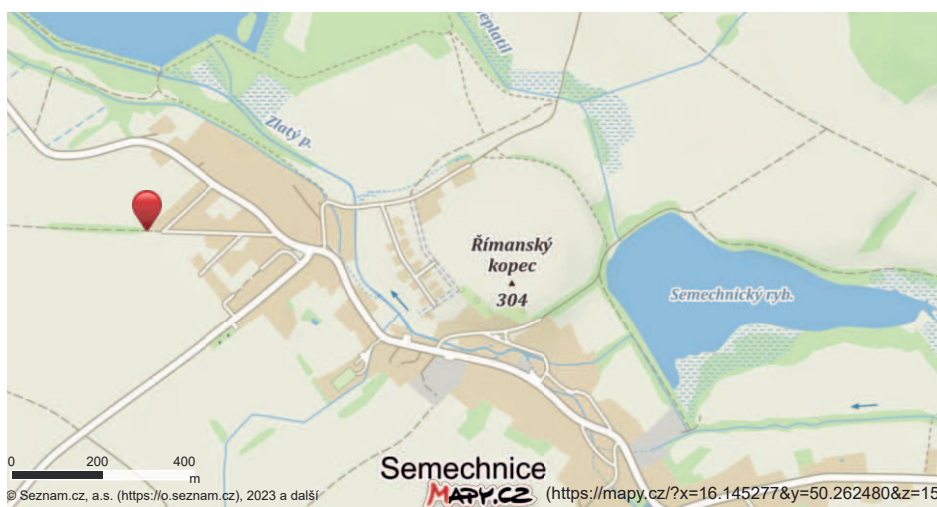 eplatil
Zlatý p.
Římanský
kopec
304
Semechnický ryb.
0 200 400
m
Semechnice
MAPY.CZ (https://mapy.cz/?x=16.145277&y=50.262480&z=15
© Seznam.cz, a.s. (https://o.seznam.cz), 2023 a další